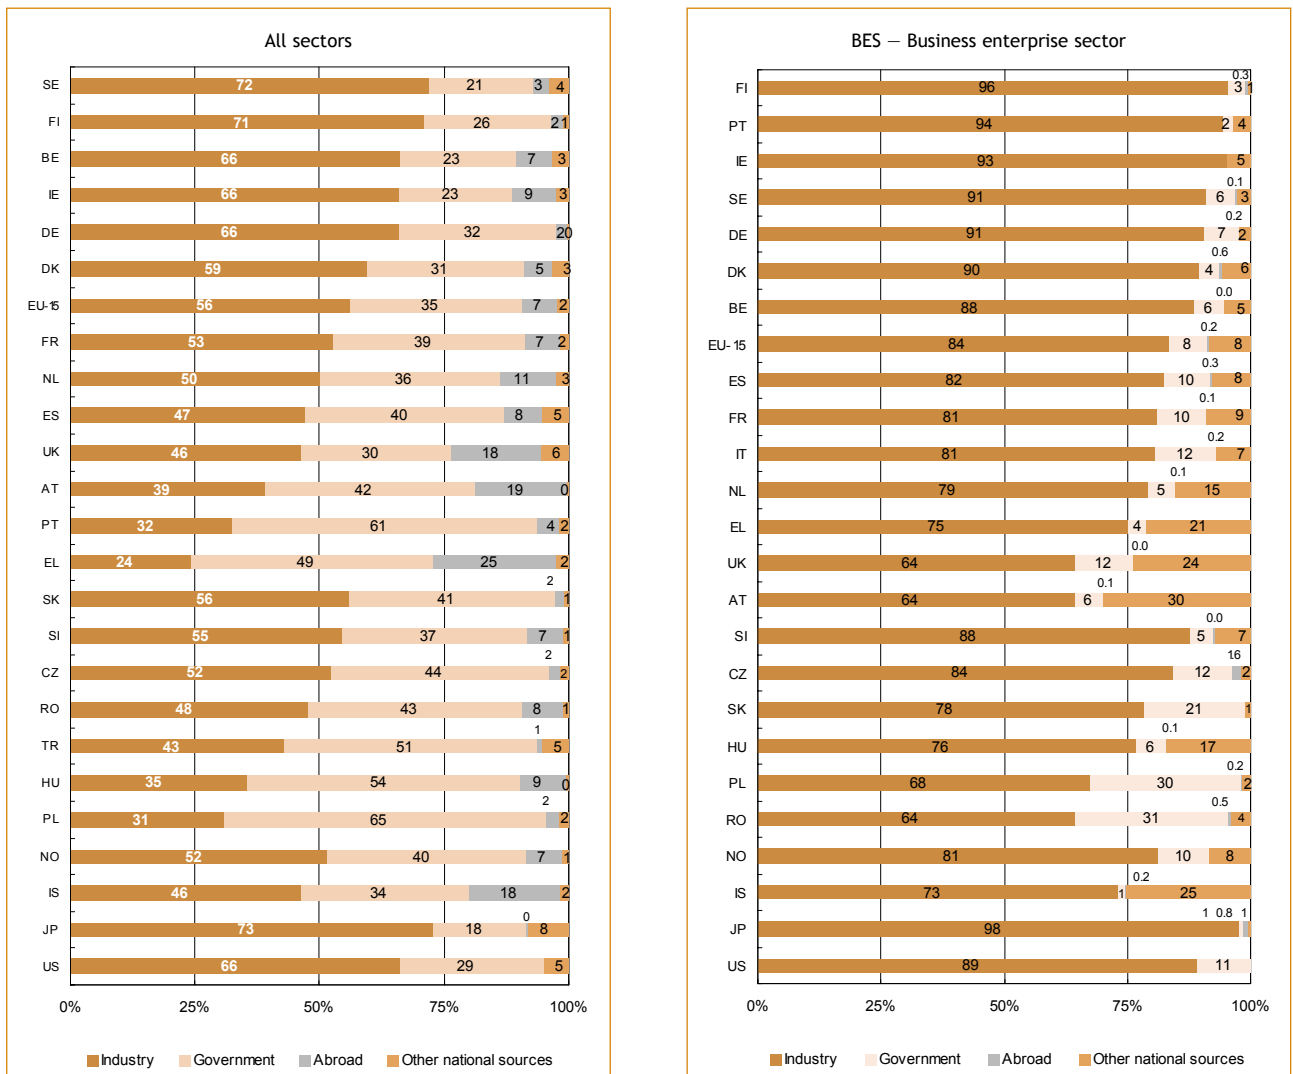 All sectors
SE 72 21 3 4
FI 71 26 2 1
BE 66 23 7 3
IE 66 23 9 3
DE 66 32 2 0
DK 59 31 5 3
EU-15 56 35 7 2
FR 53 39 7 2
NL 50 36 11 3
ES 47 40 8 5
UK 46 30 18 6
AT 39 42 19 0
PT 32 61 4 2
EL 24 49 25 2
2
SK 56 41 1
SI 55 37 7 1
2
CZ 52 44 2
RO 48 43 8 1
1
TR 43 51 5
HU 35 54 9 0
2
PL 31 65 2
NO 52 40 7 1
IS 46 34 18 2
0
JP 73 18 8
US 66 29 5
0% 25% 50% 75% 100%
Industry Government Abroad Other national sources
BES — Business enterprise sector
0.3
FI 96 3 1
PT 94 2 4
IE 93 5
0.1
SE 91 6 3
0.2
DE 91 7 2
0.6
DK 90 4 6
0.0
BE 88 6 5
0.2
EU-15 84 8 8
0.3
ES 82 10 8
0.1
FR 81 10 9
0.2
IT 81 12 7
0.1
NL 79 5 15
EL 75 4 21
0.0
UK 64 12 24
0.1
AT 64 6 30
0.0
SI 88 5 7
16
CZ 84 12 2
SK 78 21 1
0.1
HU 76 6 17
0.2
PL 68 30 2
0.5
RO 64 31 4
NO 81 10 8
0.2
IS 73 1 25
1 0.8 1
JP 98
US 89 11
0% 25% 50% 75% 100%
Industry Government Abroad Other national sources